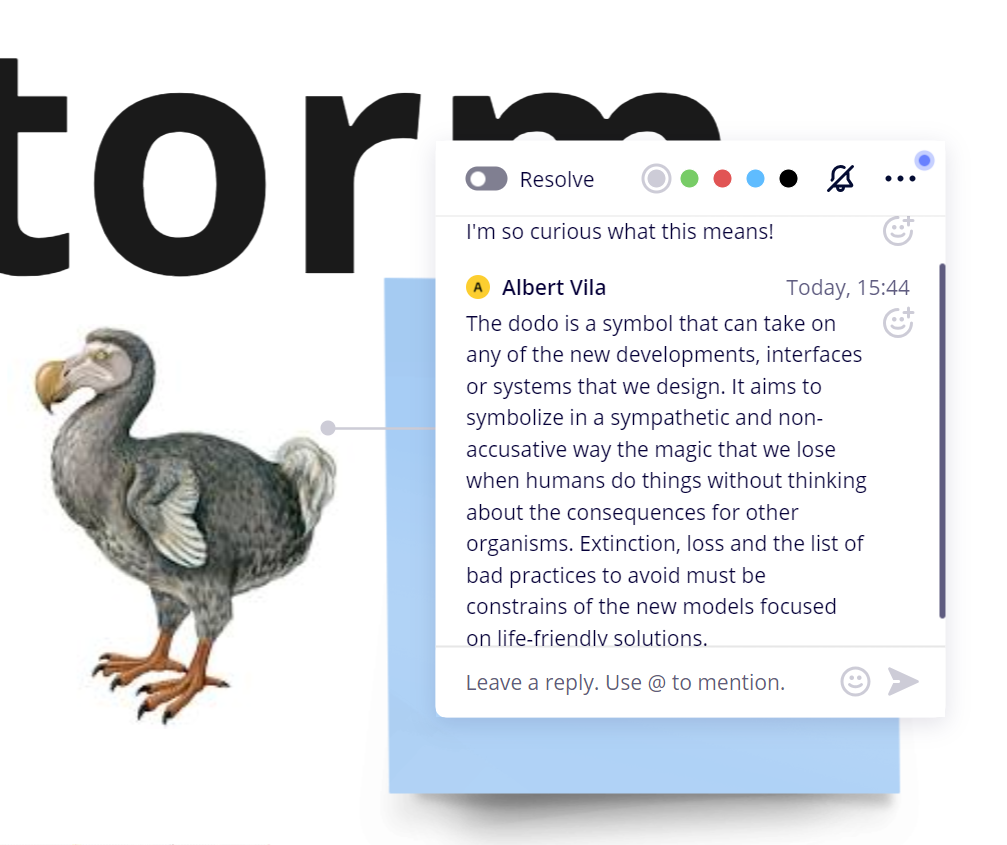 torm
Resolve
I'm so curious what this means!
A Albert Vila Today, 15:44
The dodo is a symbol that can take on
any of the new developments, interfaces
or systems that we design. It aims to
symbolize in a sympathetic and non-
accusative way the magic that we lose
when humans do things without thinking
about the consequences for other
organisms. Extinction, loss and the list of
bad practices to avoid must be
constrains of the new models focused
on life-friendly solutions.
Leave a reply. Use @ to mention.